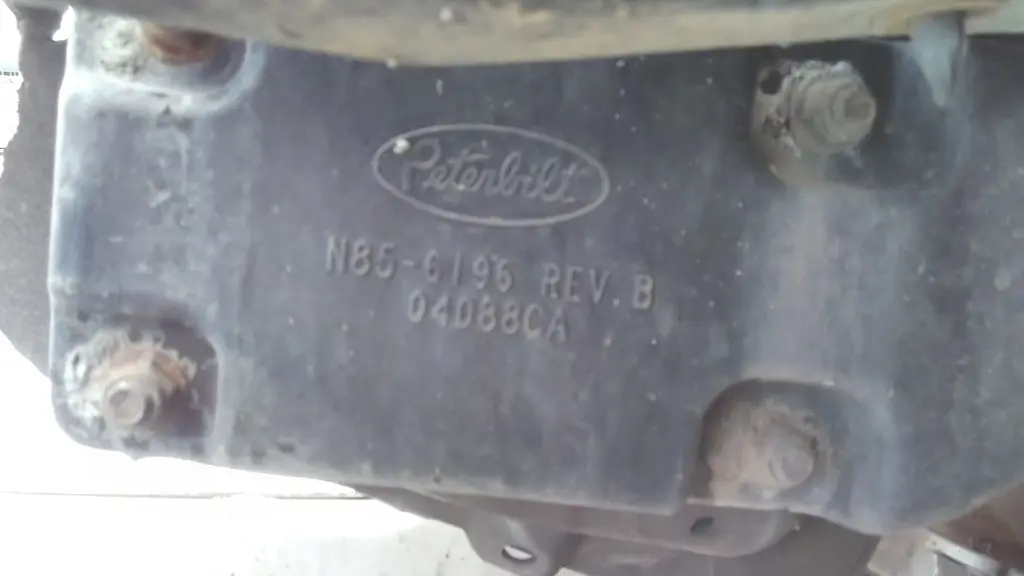 Peterbilt
N85-6196 REV.B
04D88CA